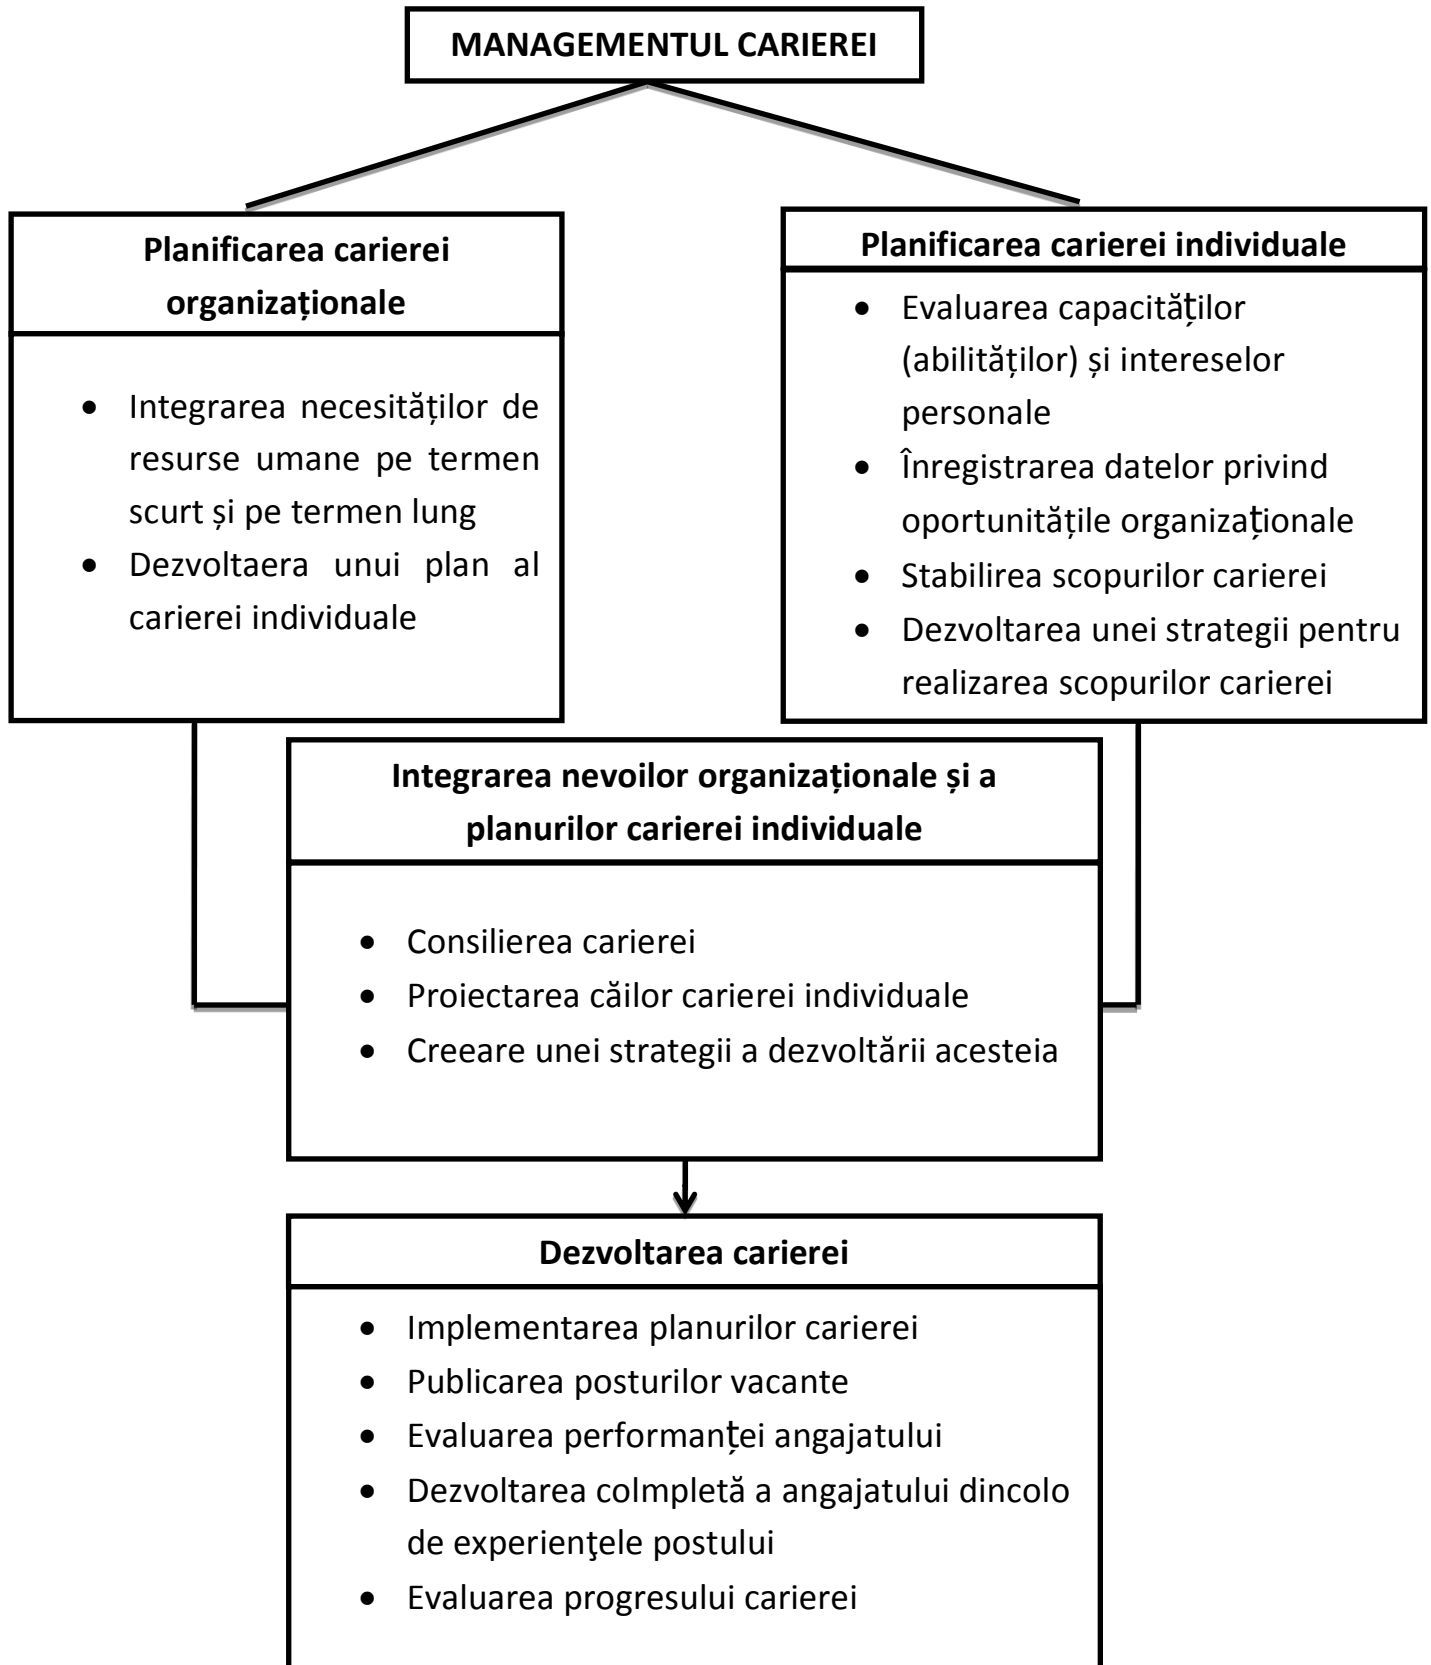 MANAGEMENTUL CARIEREI
Planificarea carierei
organizaționale
• Integrarea necesităților de
resurse umane pe termen
scurt și pe termen lung
• Dezvoltaera unui plan al
carierei individuale
Planificarea carierei individuale
• Evaluarea capacităților
(abilităților) și intereselor
personale
• Înregistrarea datelor privind
oportunitățile organizaționale
• Stabilirea scopurilor carierei
• Dezvoltarea unei strategii pentru
realizarea scopurilor carierei
Integrarea nevoilor organizaționale și a
planurilor carierei individuale
• Consilierea carierei
• Proiectarea căilor carierei individuale
• Creeare unei strategii a dezvoltării acesteia
Dezvoltarea carierei
• Implementarea planurilor carierei
• Publicarea posturilor vacante
• Evaluarea performanței angajatului
• Dezvoltarea colmpletă a angajatului dincolo
de experienţele postului
• Evaluarea progresului carierei